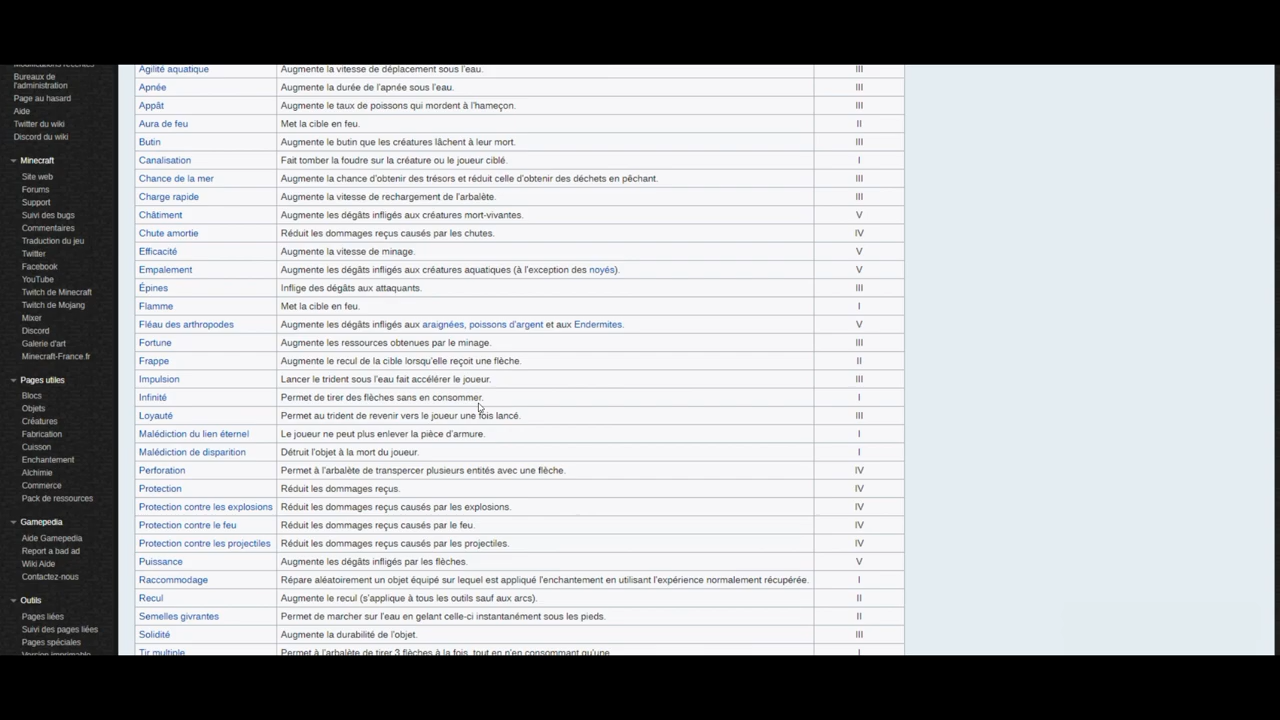 Modifications récentes
Bureaux de
l'administration
Page au hasard
Aide
Twitter du wiki
Discord du wiki
Minecraft
Site web
Forums
Support
Suivi des bugs
Commentaires
Traduction du jeu
Twitter
Facebook
YouTube
Twitch de Minecraft
Twitch de Mojang
Mixer
Discord
Galerie d'art
Minecraft-France.fr
Pages utiles
Blocs
Objets
Créatures
Fabrication
Cuisson
Enchantement
Alchimie
Commerce
Pack de ressources
Gamepedia
Aide Gamepedia
Report a bad ad
Wiki Aide
Contactez-nous
Outils
Pages liées
Suivi des pages liées
Pages spéciales
Version imprimable
Agilité aquatique Augmente la vitesse de déplacement sous l'eau. III
Apnée Augmente la durée de l'apnée sous l'eau. III
Appât Augmente le taux de poissons qui mordent à l'hameçon. III
Aura de feu Met la cible en feu. II
Butin Augmente le butin que les créatures lâchent à leur mort. III
Canalisation Fait tomber la foudre sur la créature ou le joueur ciblé. I
Chance de la mer Augmente la chance d'obtenir des trésors et réduit celle d'obtenir des déchets en pêchant. III
Charge rapide Augmente la vitesse de rechargement de l'arbalète. III
Châtiment Augmente les dégâts infligés aux créatures mort-vivantes. V
Chute amortie Réduit les dommages reçus causés par les chutes. IV
Efficacité Augmente la vitesse de minage. V
Empalement Augmente les dégâts infligés aux créatures aquatiques (à l'exception des noyés). V
Épines Inflige des dégâts aux attaquants. III
Flamme Met la cible en feu. I
Fléau des arthropodes Augmente les dégâts infligés aux araignées, poissons d'argent et aux Endermites. V
Fortune Augmente les ressources obtenues par le minage. III
Frappe Augmente le recul de la cible lorsqu'elle reçoit une flèche. II
Impulsion Lancer le trident sous l'eau fait accélérer le joueur. III
Infinité Permet de tirer des flèches sans en consommer. I
Loyauté Permet au trident de revenir vers le joueur une fois lancé. III
Malédiction du lien éternel Le joueur ne peut plus enlever la pièce d'armure. I
Malédiction de disparition Détruit l'objet à la mort du joueur. I
Perforation Permet à l'arbalète de transpercer plusieurs entités avec une flèche. IV
Protection Réduit les dommages reçus. IV
Protection contre les explosions Réduit les dommages reçus causés par les explosions. IV
Protection contre le feu Réduit les dommages reçus causés par le feu. IV
Protection contre les projectiles Réduit les dommages reçus causés par les projectiles. IV
Puissance Augmente les dégâts infligés par les flèches. V
Raccommodage Répare aléatoirement un objet équipé sur lequel est appliqué l'enchantement en utilisant l'expérience normalement récupérée. I
Recul Augmente le recul (s'applique à tous les outils sauf aux arcs). II
Semelles givrantes Permet de marcher sur l'eau en gelant celle-ci instantanément sous les pieds. II
Solidité Augmente la durabilité de l'objet. III
Tir multiple Permet à l'arbalète de tirer 3 flèches à la fois, tout en n'en consommant qu'une. I